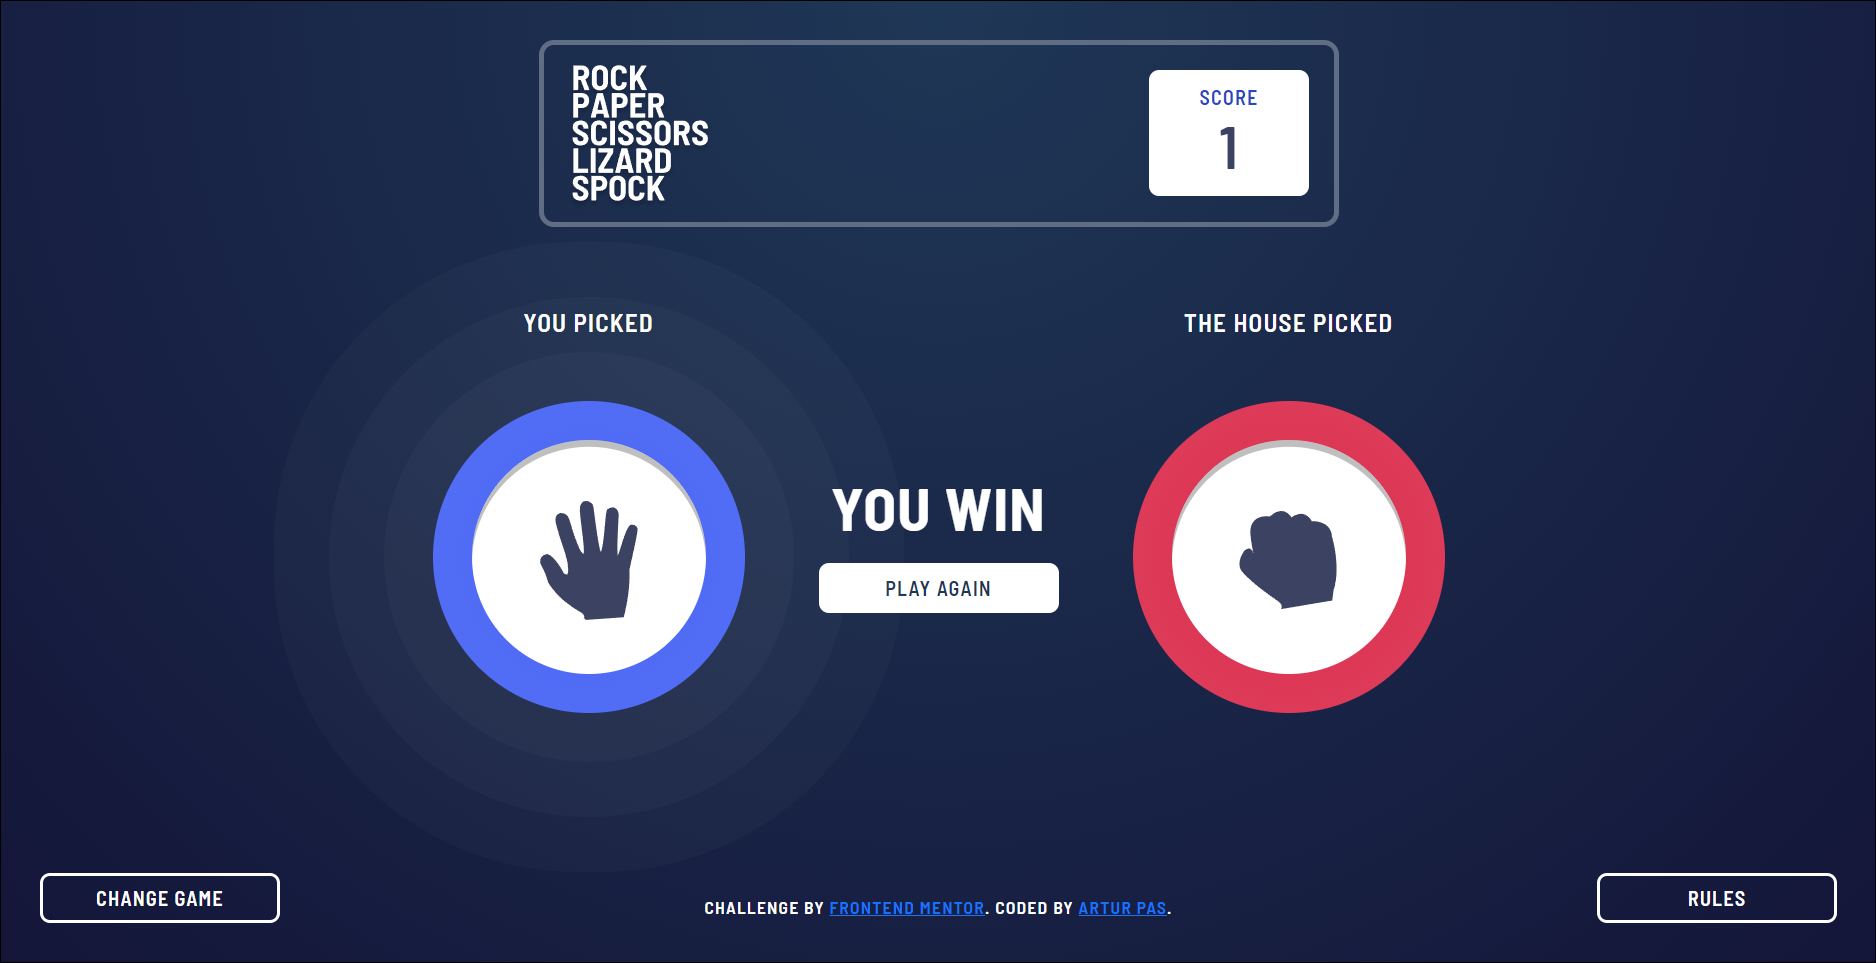 ROCK
PAPER
SCISSORS
LIZARD
SPOCK
SCORE
1
YOU PICKED
THE HOUSE PICKED
YOU WIN
PLAY AGAIN
CHANGE GAME
CHALLENGE BY FRONTEND MENTOR. CODED BY ARTUR PAS.
RULES